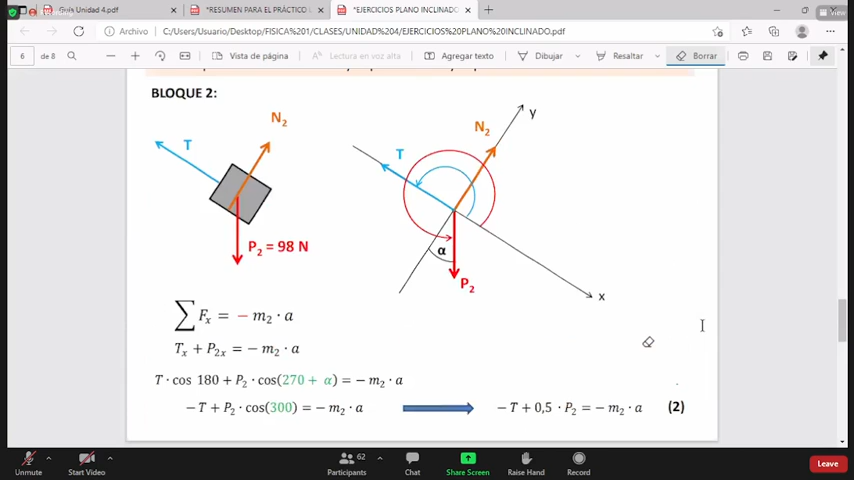 Guis Unidad 4.pdf
*RESUMEN PARA EL PRÁCTICO
*EJERCICIOS PLANO INCLINADO
View
C:/Users/Usuario/Desktop/FISICA%201/CLASES/UNIDAD%204/EJERCICIOS%20PLANO%20INCLINADO.pdf
6 de 8
Vista de página
Lectura en voz alta
Agregar texto
Dibujar
Resaltar
Borrar
BLOQUE 2:
N₂
T
P₂ = 98 N
y
N₂
T
α
P₂
x
∑ Fₓ = − m₂ · a
Tₓ + P₂ₓ = − m₂ · a
T · cos 180 + P₂ · cos(270 + α) = − m₂ · a
− T + P₂ · cos(300) = − m₂ · a
− T + 0,5 · P₂ = − m₂ · a (2)
Unmute
Start Video
62
Participants
Chat
Share Screen
Raise Hand
Record
Leave